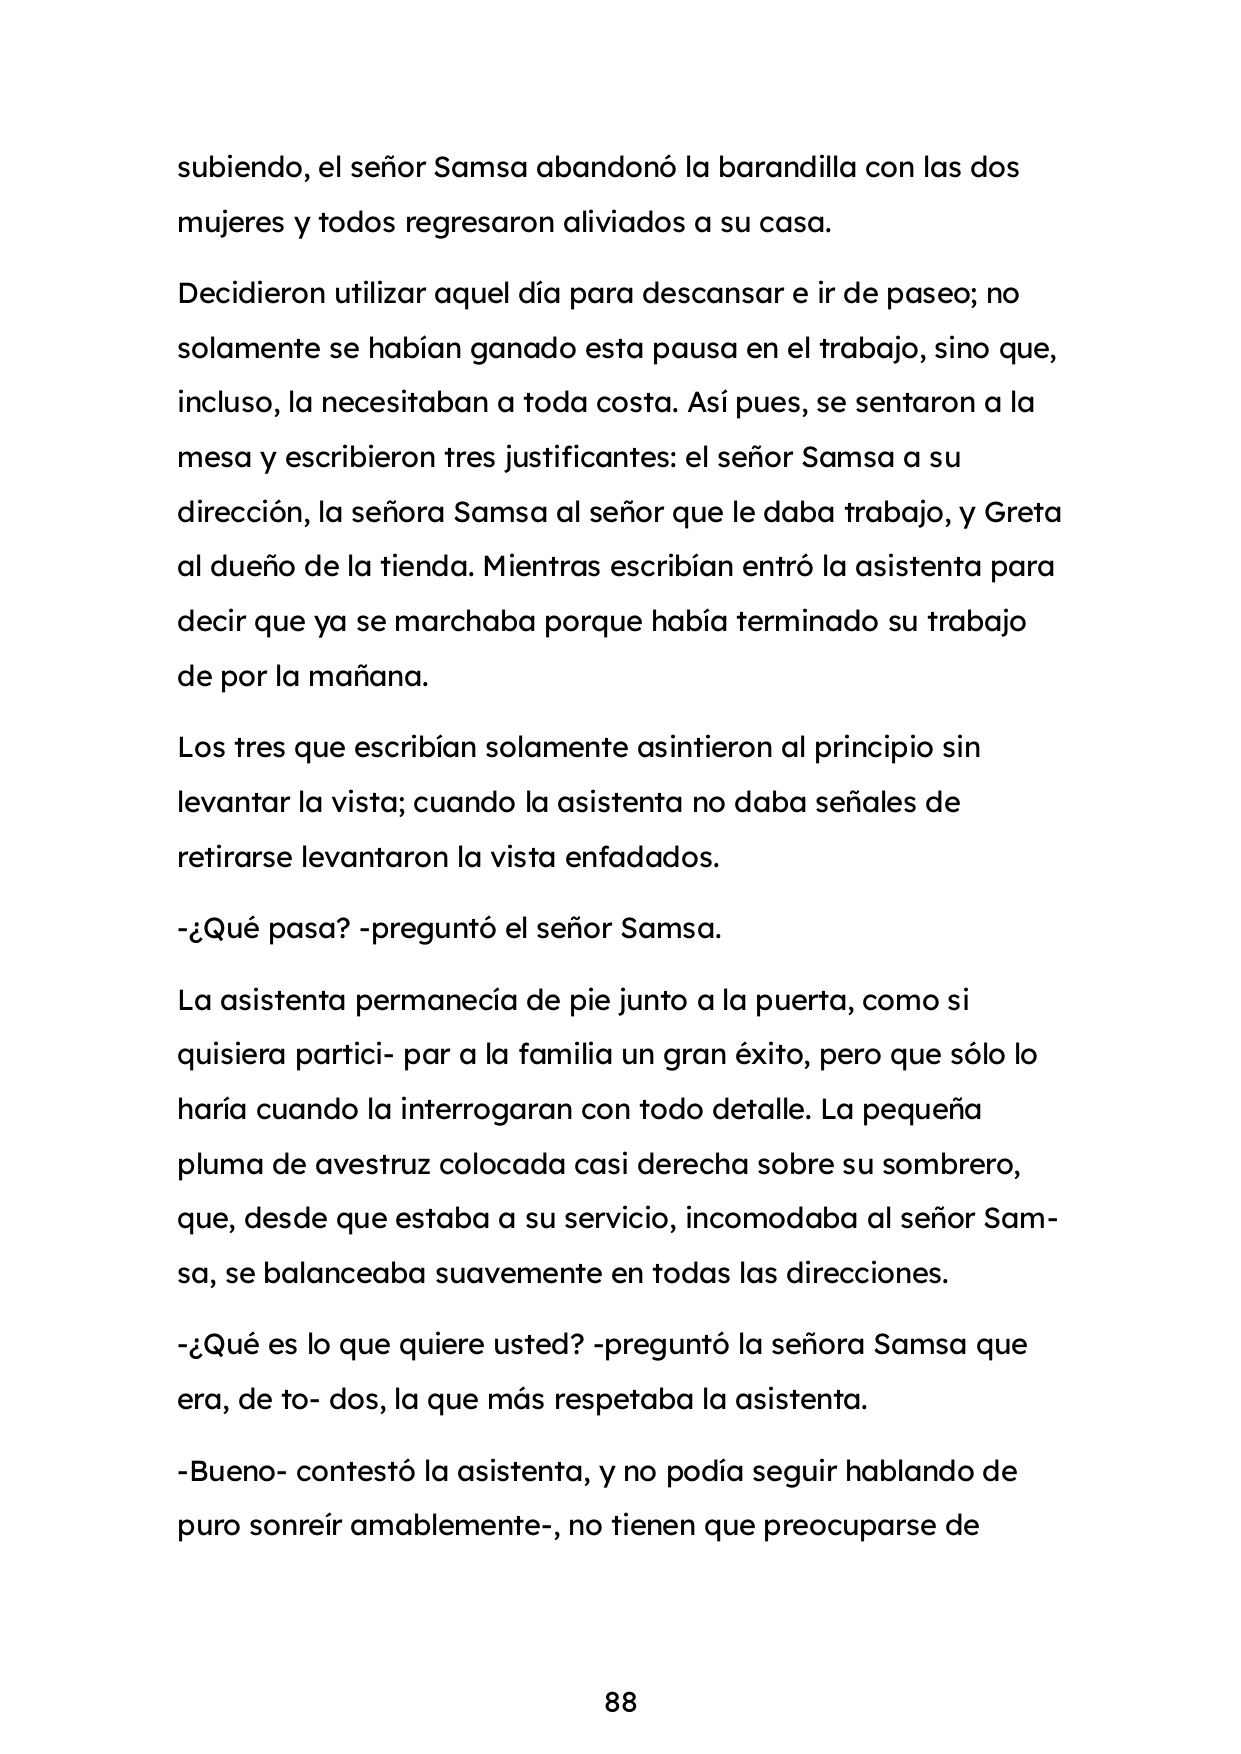 subiendo, el señor Samsa abandonó la barandilla con las dos
mujeres y todos regresaron aliviados a su casa.
Decidieron utilizar aquel día para descansar e ir de paseo; no
solamente se habían ganado esta pausa en el trabajo, sino que,
incluso, la necesitaban a toda costa. Así pues, se sentaron a la
mesa y escribieron tres justificantes: el señor Samsa a su
dirección, la señora Samsa al señor que le daba trabajo, y Greta
al dueño de la tienda. Mientras escribían entró la asistenta para
decir que ya se marchaba porque había terminado su trabajo
de por la mañana.
Los tres que escribían solamente asintieron al principio sin
levantar la vista; cuando la asistenta no daba señales de
retirarse levantaron la vista enfadados.
-¿Qué pasa? -preguntó el señor Samsa.
La asistenta permanecía de pie junto a la puerta, como si
quisiera partici- par a la familia un gran éxito, pero que sólo lo
haría cuando la interrogaran con todo detalle. La pequeña
pluma de avestruz colocada casi derecha sobre su sombrero,
que, desde que estaba a su servicio, incomodaba al señor Sam-
sa, se balanceaba suavemente en todas las direcciones.
-¿Qué es lo que quiere usted? -preguntó la señora Samsa que
era, de to- dos, la que más respetaba la asistenta.
-Bueno- contestó la asistenta, y no podía seguir hablando de
puro sonreír amablemente-, no tienen que preocuparse de
88